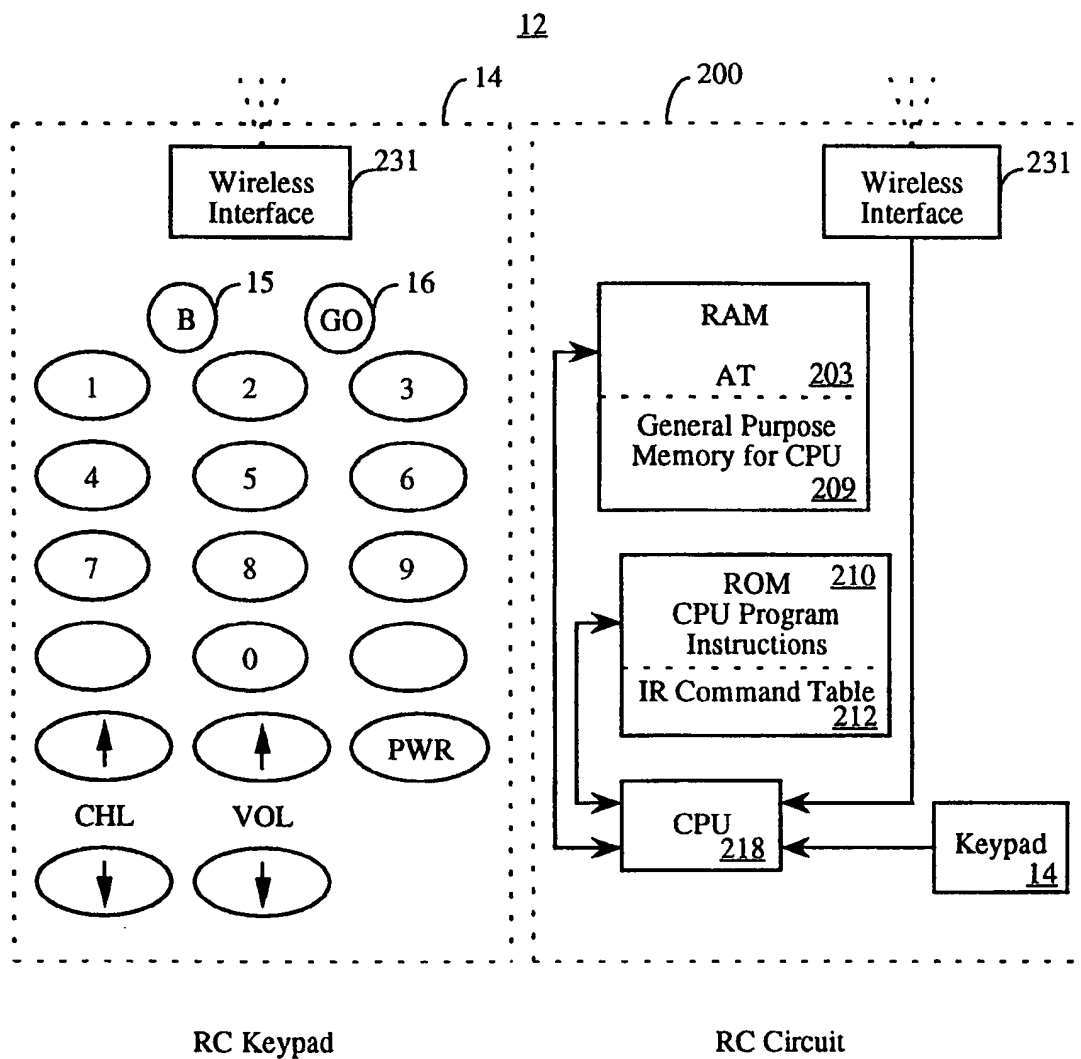 12
14
200
Wireless
Interface
231
Wireless
Interface
231
B
15
GO
16
RAM
AT 203
General Purpose
Memory for CPU
209
1 2 3
4 5 6
7 8 9
0
ROM 210
CPU Program
Instructions
IR Command Table
212
PWR
CHL VOL
CPU
218
Keypad
14
RC Keypad
RC Circuit